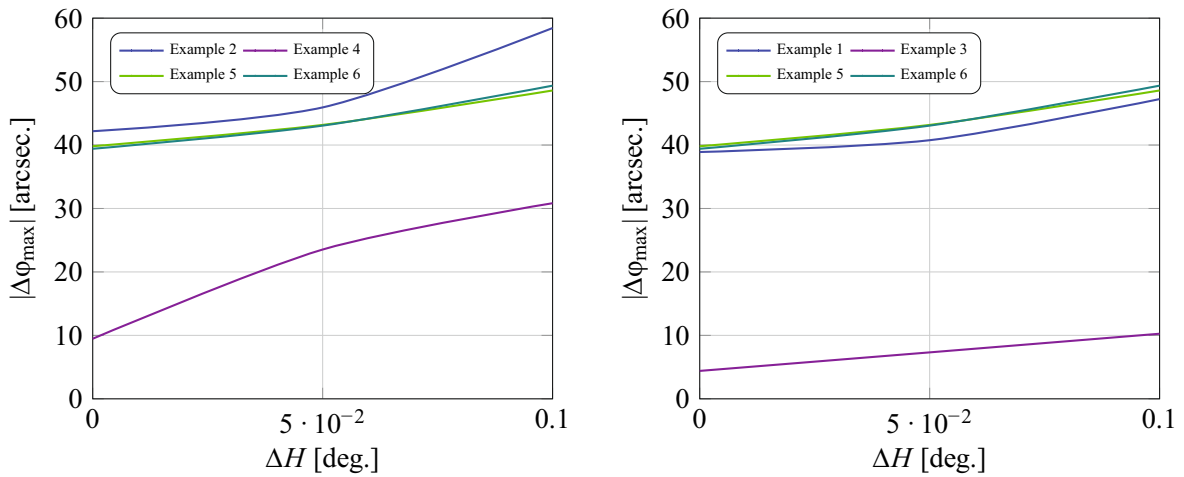 |Δφmax| [arcsec.]
60
50
40
30
20
10
0
Example 2 Example 4
Example 5 Example 6
0 5 · 10−2 0.1
ΔH [deg.]
|Δφmax| [arcsec.]
60
50
40
30
20
10
0
Example 1 Example 3
Example 5 Example 6
0 5 · 10−2 0.1
ΔH [deg.]